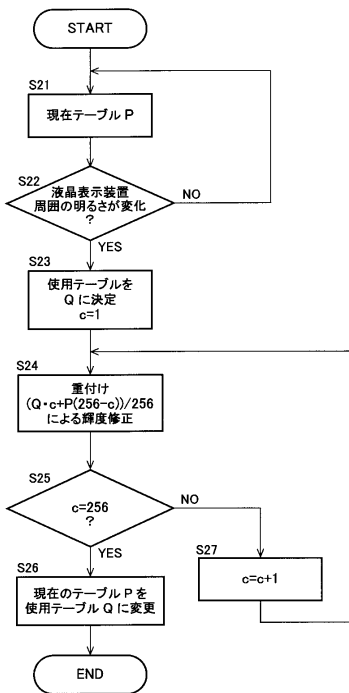 START
S21
現在テーブル P
S22
液晶表示装置
周囲の明るさが変化
?
NO
YES
S23
使用テーブルを
Q に決定
c=1
S24
重付け
(Q・c+P(256-c))/256
による輝度修正
S25
c=256
?
NO
YES
S27
c=c+1
S26
現在のテーブル P を
使用テーブル Q に変更
END